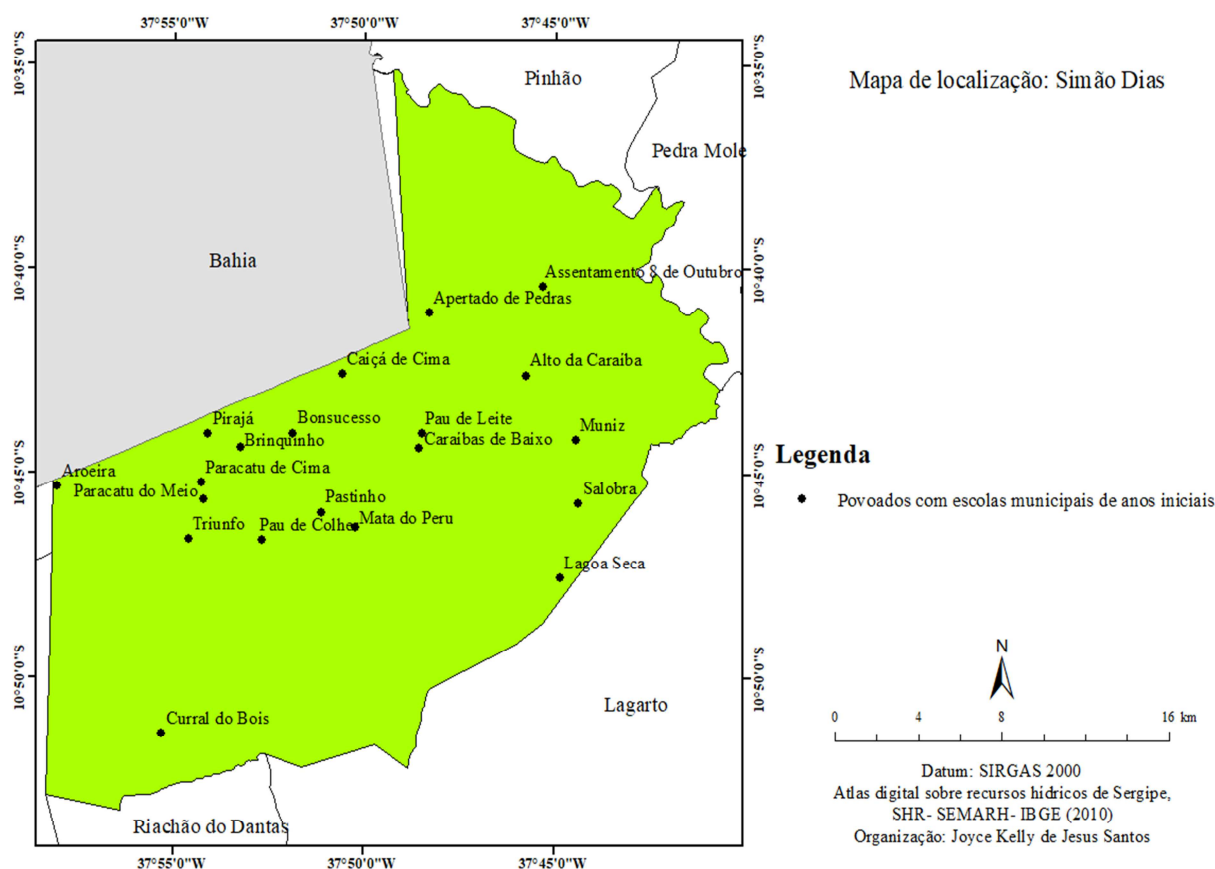 37°55'0"W
37°50'0"W
37°45'0"W
10°35'0"S
10°35'0"S
Pinhão
Mapa de localização: Simão Dias
Pedra Mole
Bahia
10°40'0"S
10°40'0"S
Assentamento 8 de Outubro
Apertado de Pedras
Caiçá de Cima
Alto da Caraíba
Pirajá
Bonsucesso
Pau de Leite
Muniz
Brinquinho
Caraíbas de Baixo
Legenda
Aroeira
Paracatu de Cima
10°45'0"S
10°45'0"S
Paracatu do Meio
Pastinho
Salobra
Povoados com escolas municipais de anos iniciais
Triunfo
Pau de Colher
Mata do Peru
Lagoa Seca
10°50'0"S
10°50'0"S
N
Lagarto
Curral do Bois
0 4 8 16 km
Datum: SIRGAS 2000
Atlas digital sobre recursos hídricos de Sergipe,
SHR- SEMARH- IBGE (2010)
Organização: Joyce Kelly de Jesus Santos
Riachão do Dantas
37°55'0"W
37°50'0"W
37°45'0"W